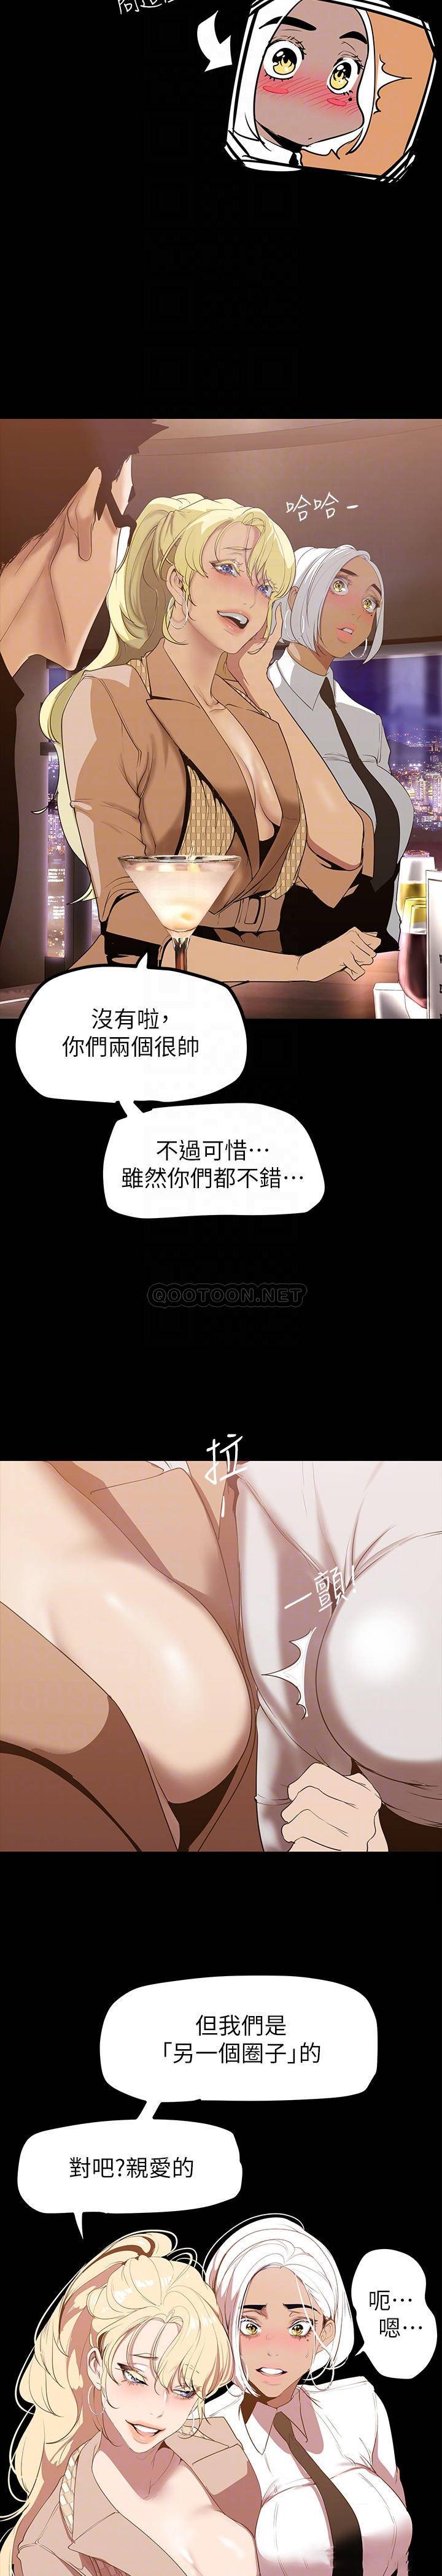 哈哈~
沒有啦,
你們兩個很帥
不過可惜…
雖然你們都不錯…
QOOTOON.NET
拉
一顫!
但我們是
「另一個圈子」的
對吧?親愛的
呃…
嗯…